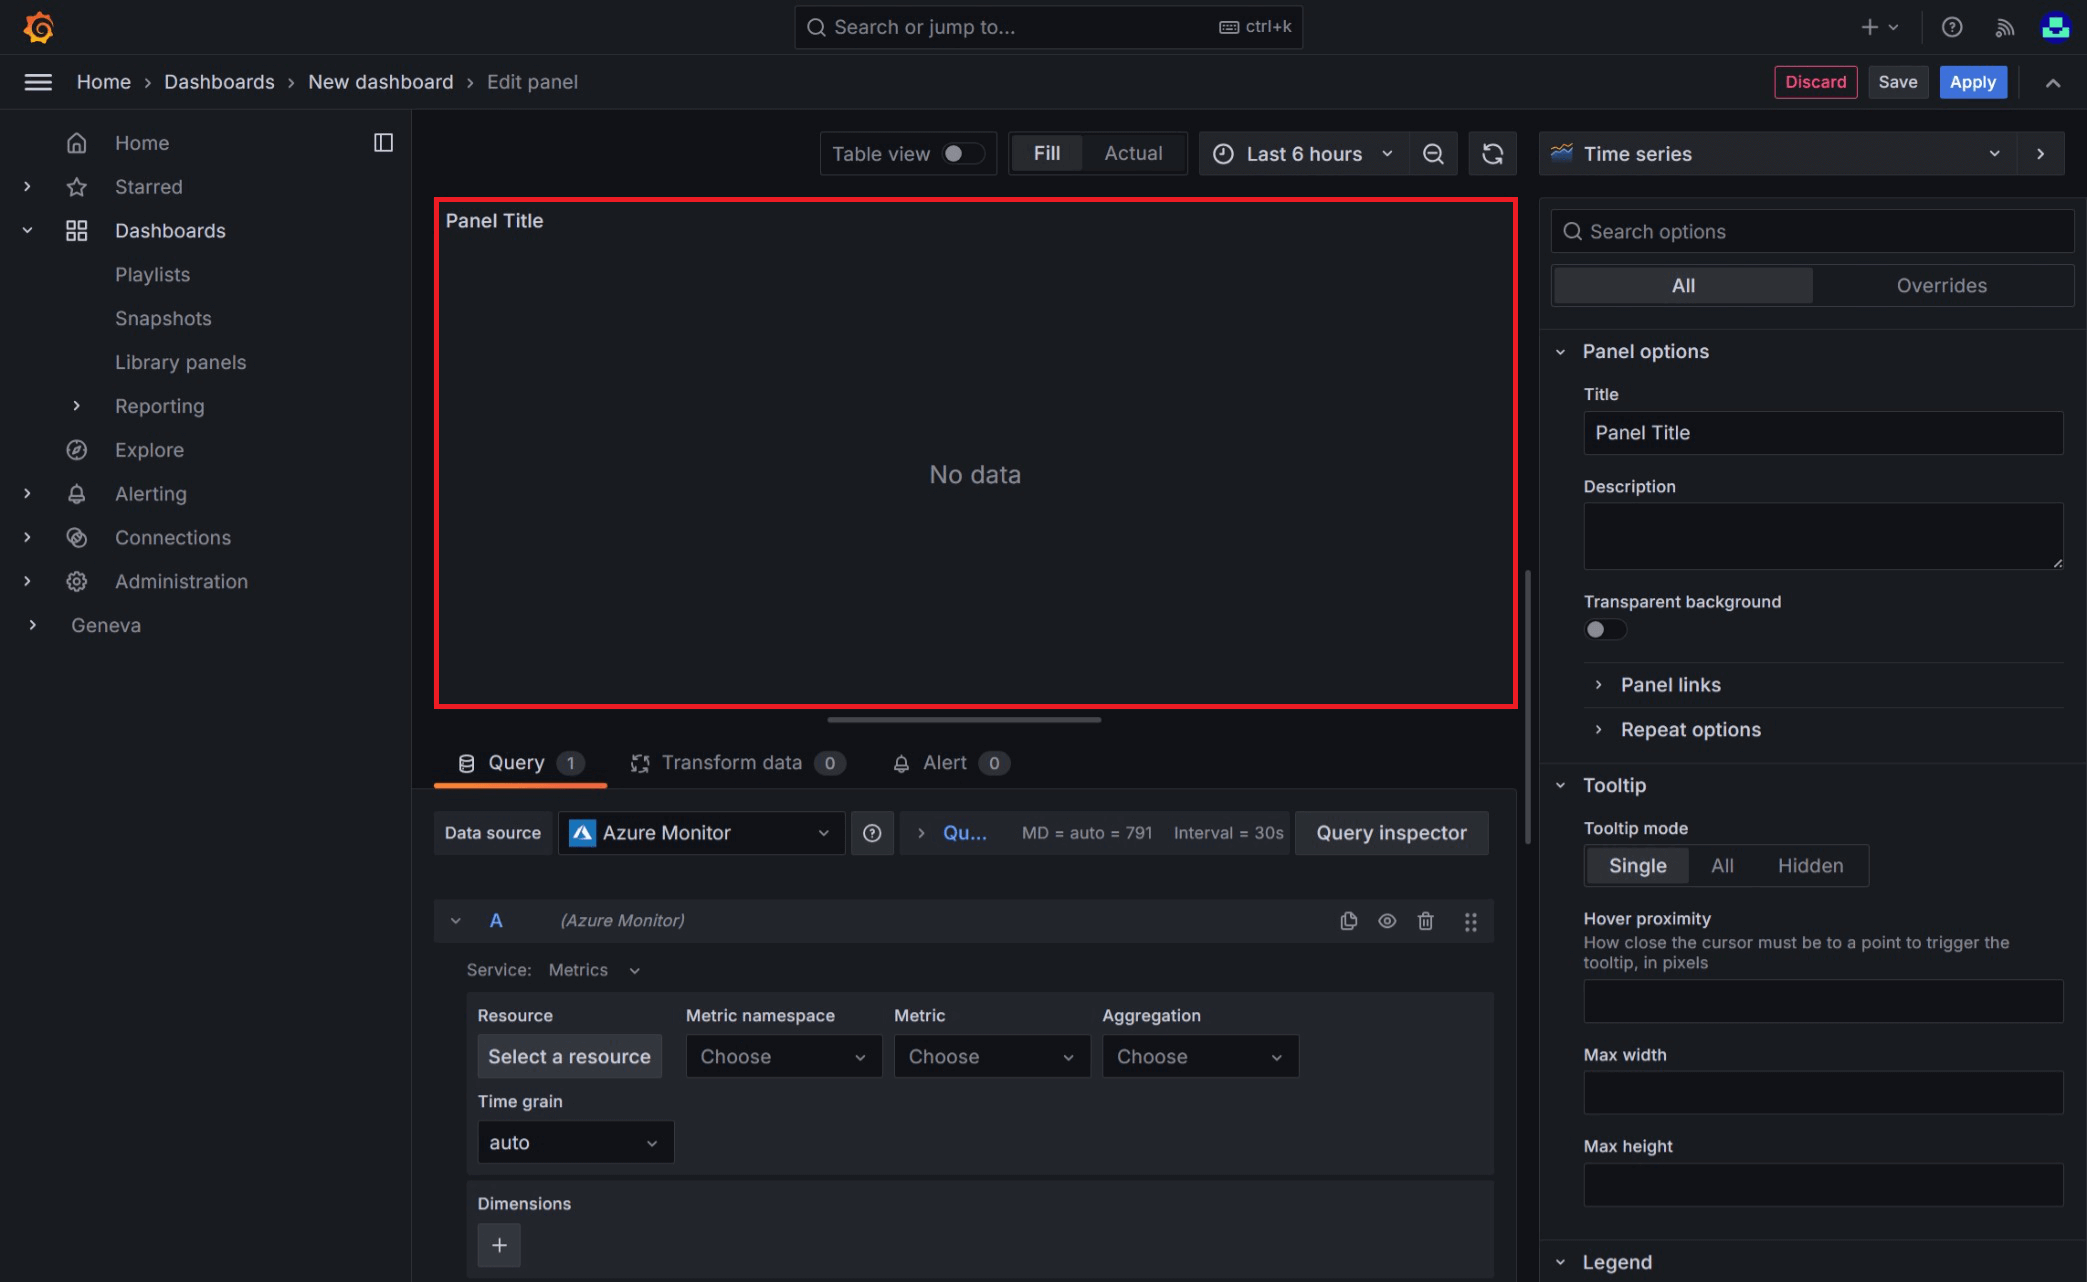 Search or jump to... ctrl+k
Home › Dashboards › New dashboard › Edit panel
Discard Save Apply
Home
Starred
Dashboards
Playlists
Snapshots
Library panels
Reporting
Explore
Alerting
Connections
Administration
Geneva
Table view Fill Actual Last 6 hours
Panel Title
No data
Query 1 Transform data 0 Alert 0
Data source Azure Monitor Qu... MD = auto = 791 Interval = 30s Query inspector
A (Azure Monitor)
Service: Metrics
Resource Metric namespace Metric Aggregation
Select a resource Choose Choose Choose
Time grain
auto
Dimensions
+
Time series
Search options
All Overrides
Panel options
Title
Panel Title
Description
Transparent background
Panel links
Repeat options
Tooltip
Tooltip mode
Single All Hidden
Hover proximity
How close the cursor must be to a point to trigger the
tooltip, in pixels
Max width
Max height
Legend